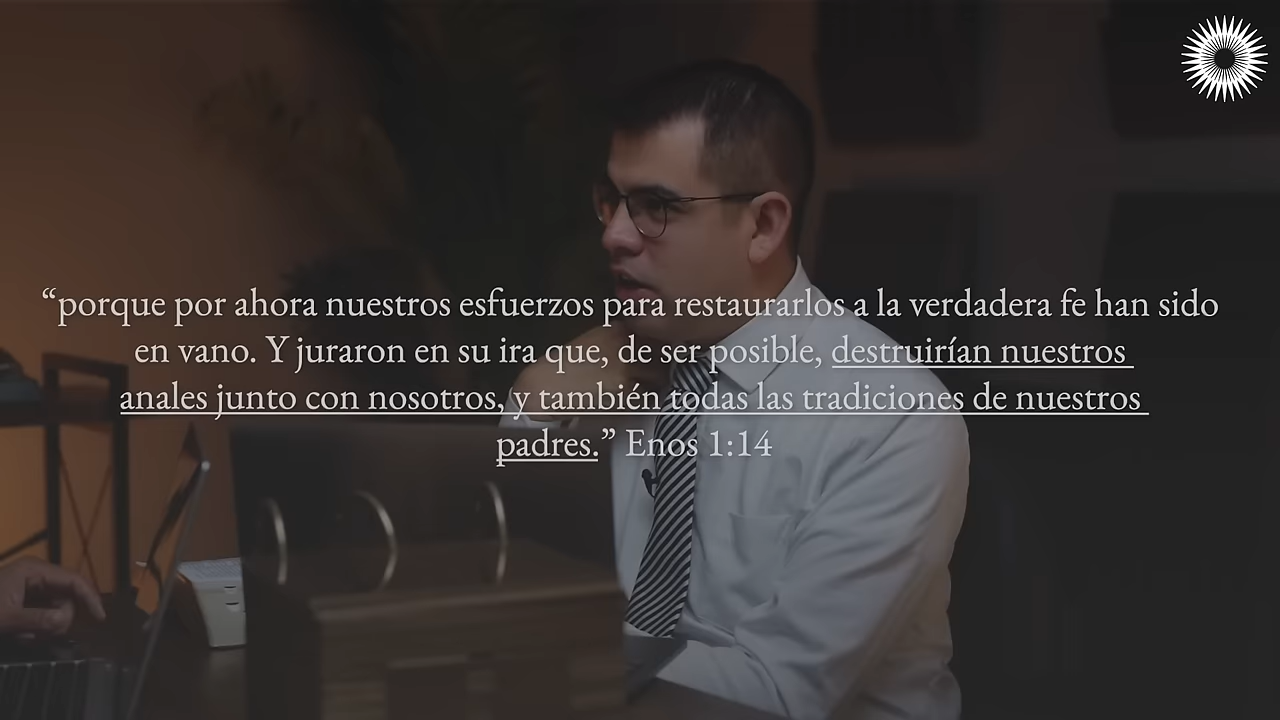 “porque por ahora nuestros esfuerzos para restaurarlos a la verdadera fe han sido
en vano. Y juraron en su ira que, de ser posible, destruirían nuestros
anales junto con nosotros, y también todas las tradiciones de nuestros
padres.” Enos 1:14